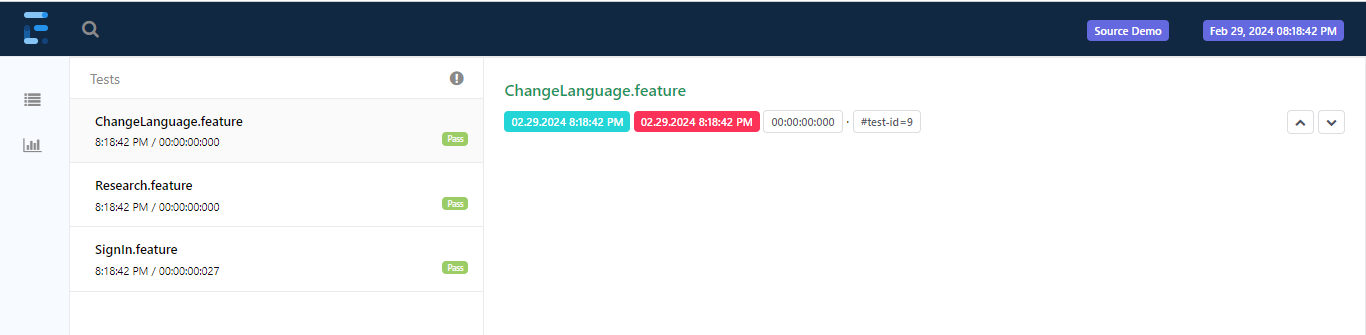 Source Demo
Feb 29, 2024 08:18:42 PM
Tests
ChangeLanguage.feature
8:18:42 PM / 00:00:00:000
Pass
Research.feature
8:18:42 PM / 00:00:00:000
Pass
SignIn.feature
8:18:42 PM / 00:00:00:027
Pass
ChangeLanguage.feature
02.29.2024 8:18:42 PM 02.29.2024 8:18:42 PM 00:00:00:000 · #test-id=9